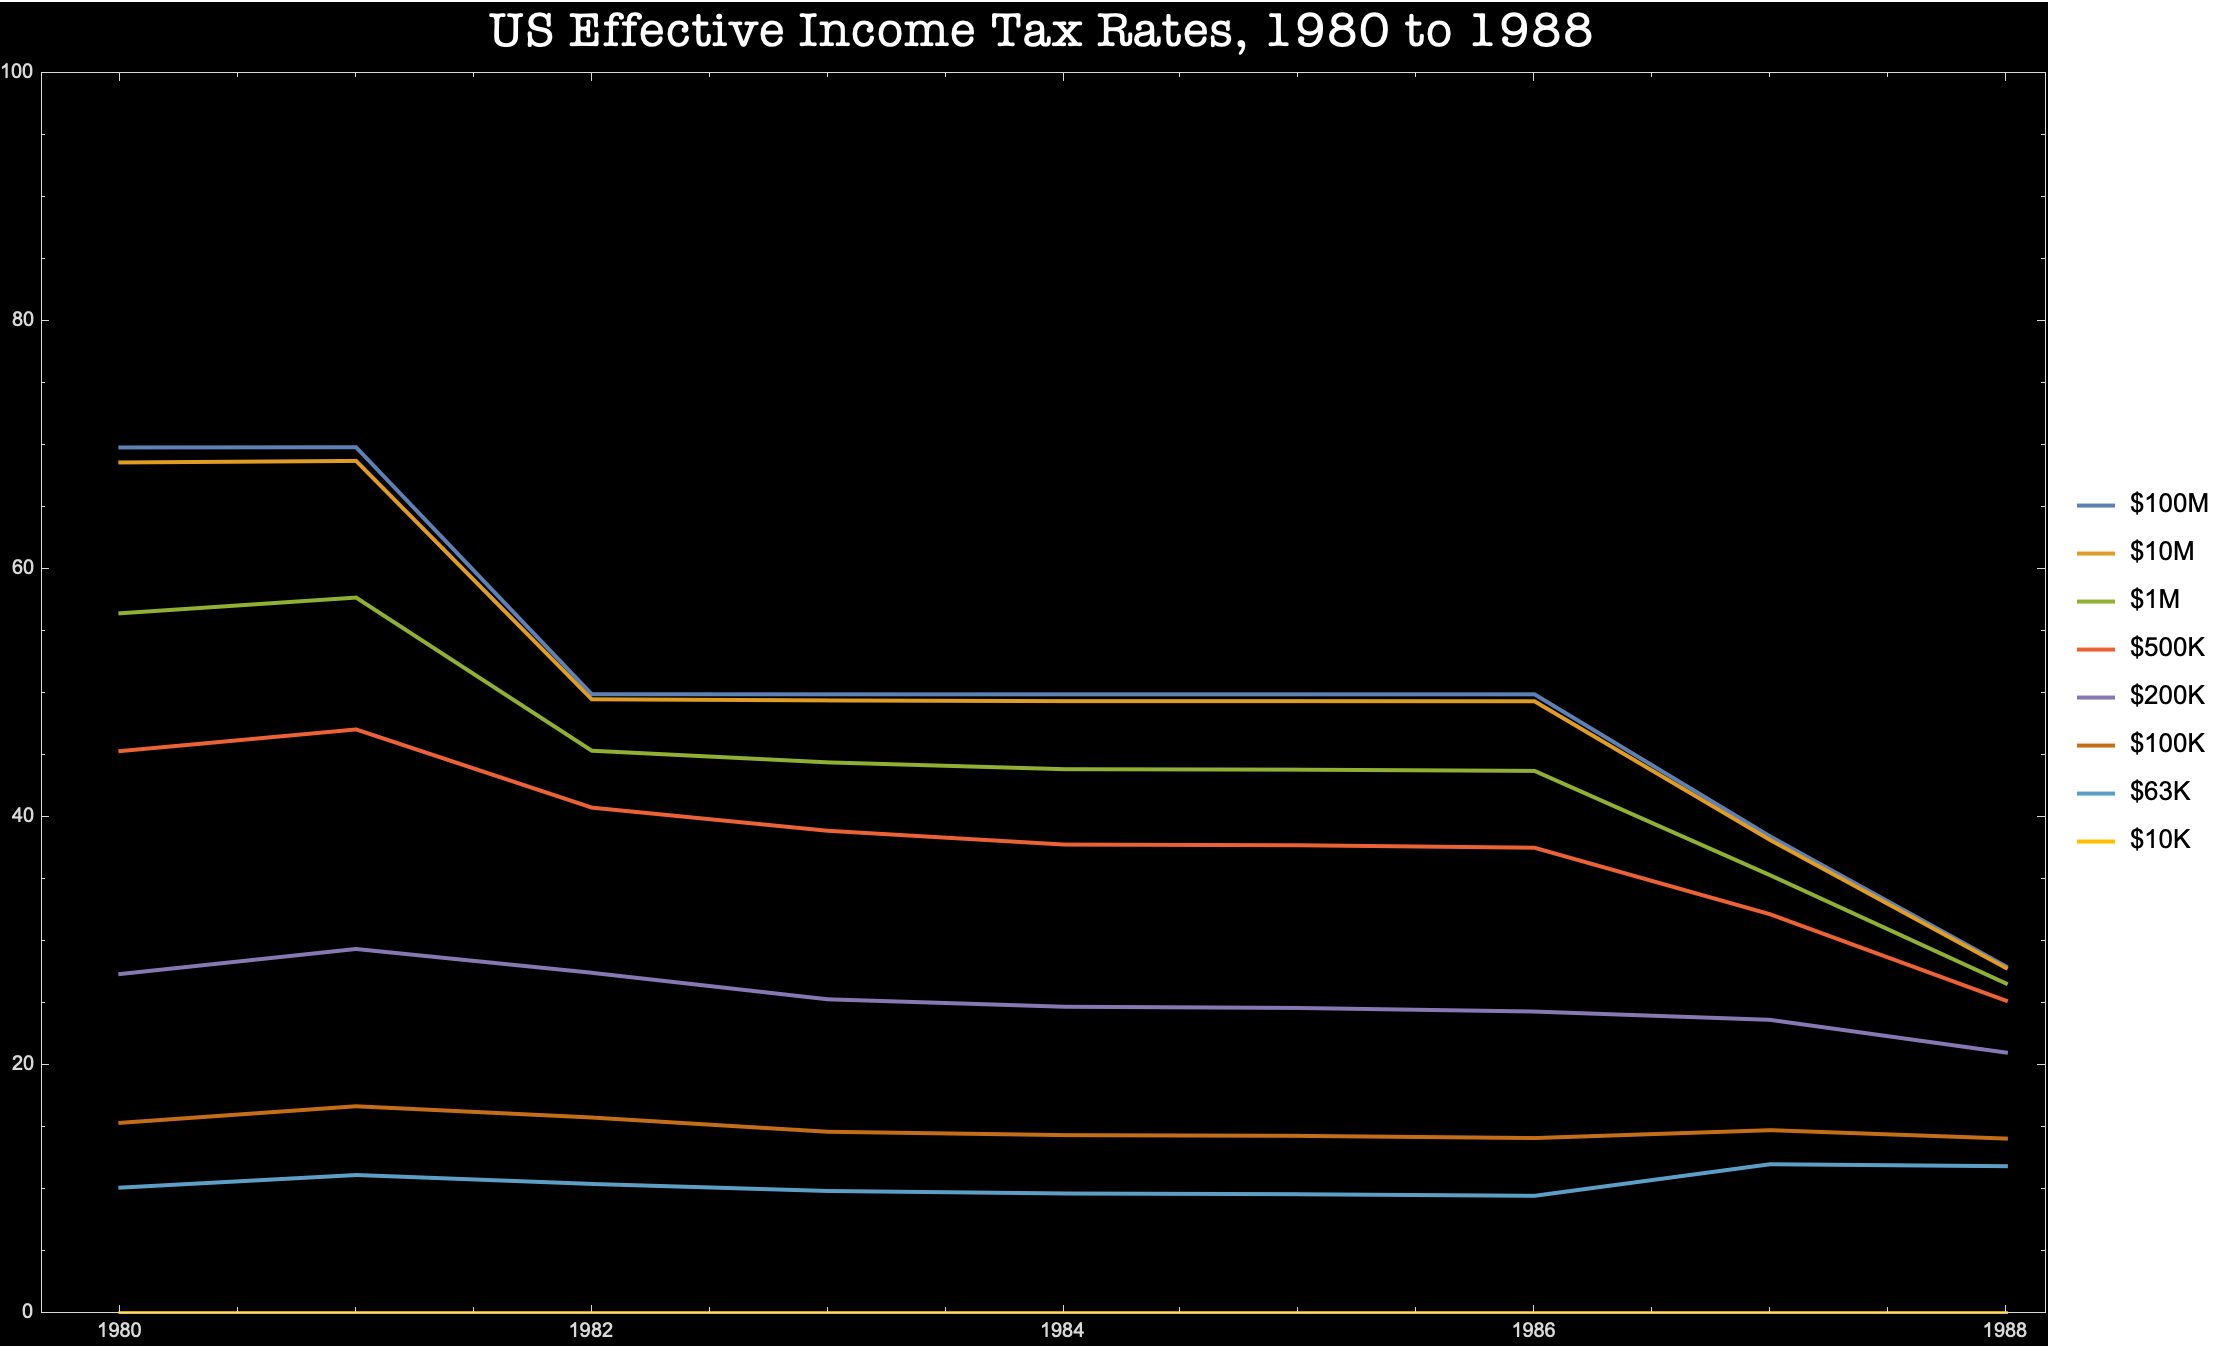 US Effective Income Tax Rates, 1980 to 1988
100
80
60
40
20
0
1980 1982 1984 1986 1988
$100M
$10M
$1M
$500K
$200K
$100K
$63K
$10K